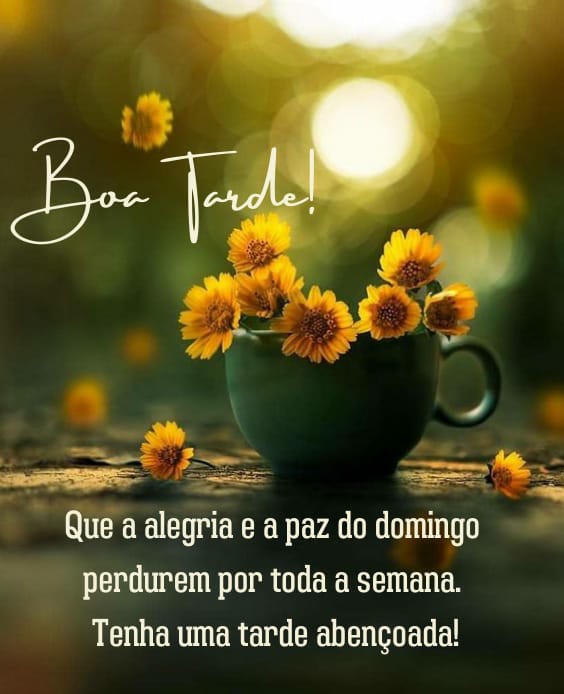 Boa Tarde!
Que a alegria e a paz do domingo
perdurem por toda a semana.
Tenha uma tarde abençoada!